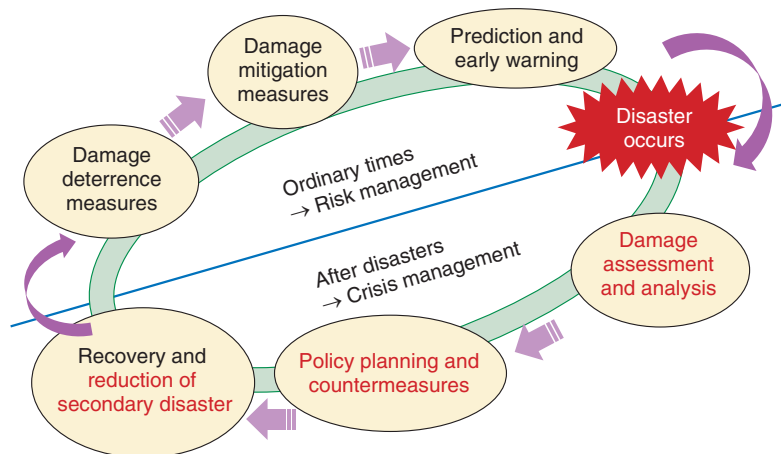 Damage
mitigation
measures
Prediction and
early warning
Disaster
occurs
Damage
deterrence
measures
Ordinary times
→ Risk management
After disasters
→ Crisis management
Damage
assessment
and analysis
Policy planning and
countermeasures
Recovery and
reduction of
secondary disaster